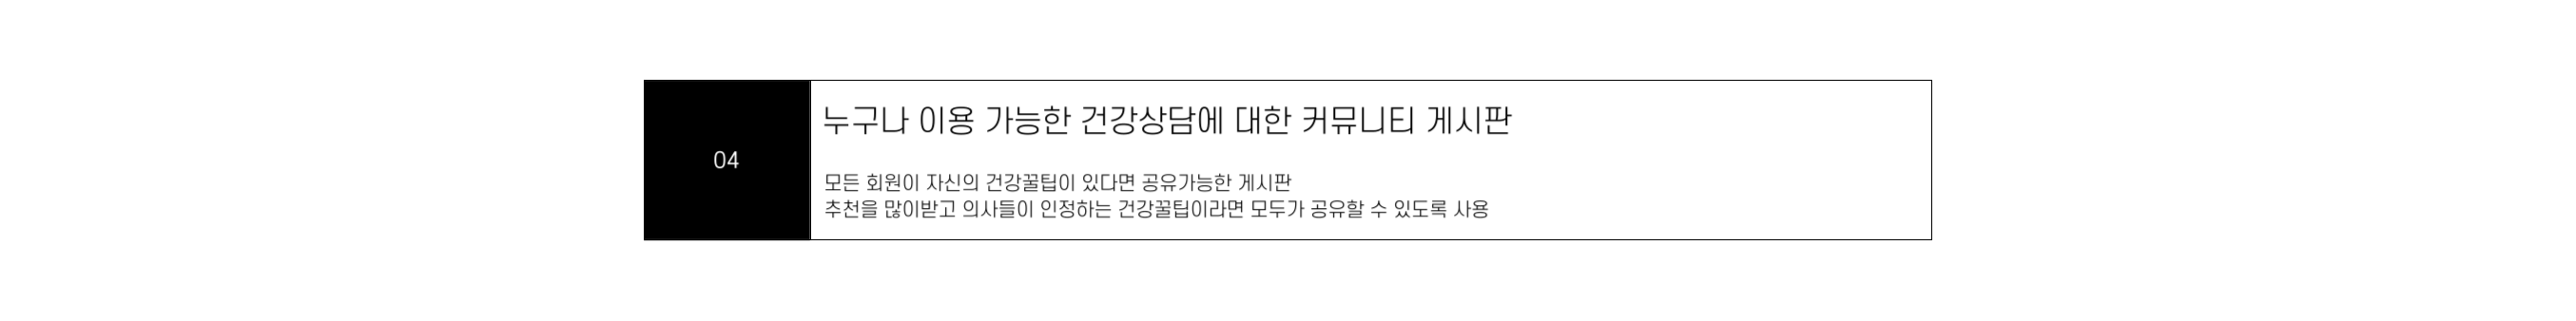 04
누구나 이용 가능한 건강상담에 대한 커뮤니티 게시판
모든 회원이 자신의 건강꿀팁이 있다면 공유가능한 게시판
추천을 많이받고 의사들이 인정하는 건강꿀팁이라면 모두가 공유할 수 있도록 사용